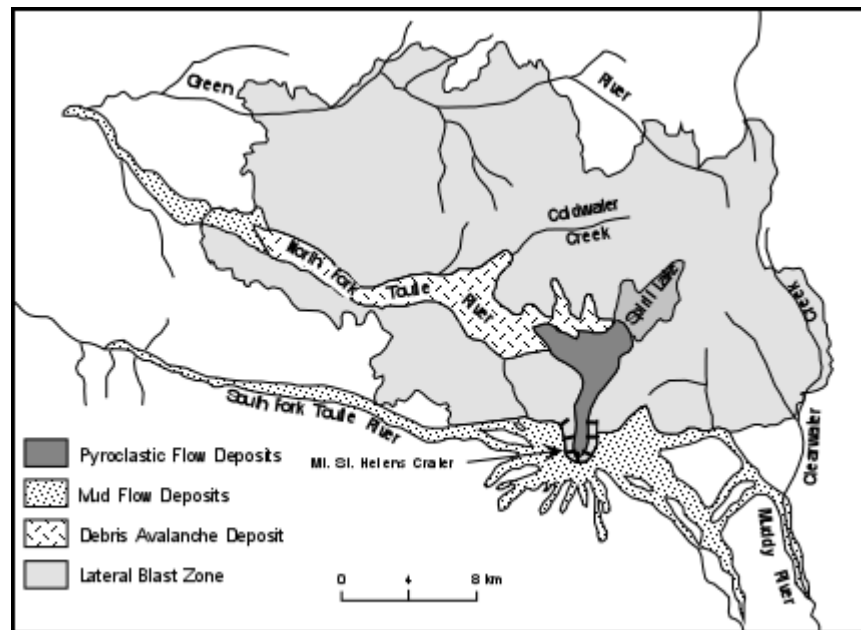 Green
River
Coldwater
Creek
North Fork Toutle
River
Spirit Lake
Creek
Clearwater
South Fork Toutle
River
Mt. St. Helens Crater
Muddy
River
Pyroclastic Flow Deposits
Mud Flow Deposits
Debris Avalanche Deposit
Lateral Blast Zone
0 4 8 km